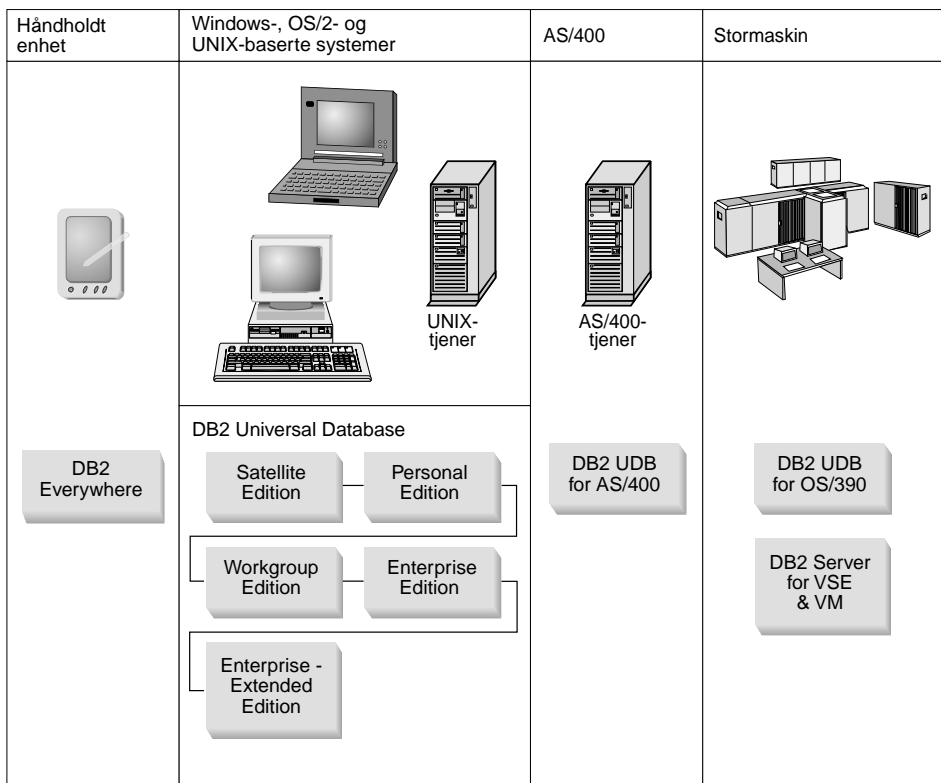 Håndholdt
enhet
Windows-, OS/2- og
UNIX-baserte systemer
AS/400
Stormaskin
UNIX-
tjener
AS/400-
tjener
DB2
Everywhere
DB2 Universal Database
Satellite
Edition
Personal
Edition
Workgroup
Edition
Enterprise
Edition
Enterprise -
Extended
Edition
DB2 UDB
for AS/400
DB2 UDB
for OS/390
DB2 Server
for VSE
& VM